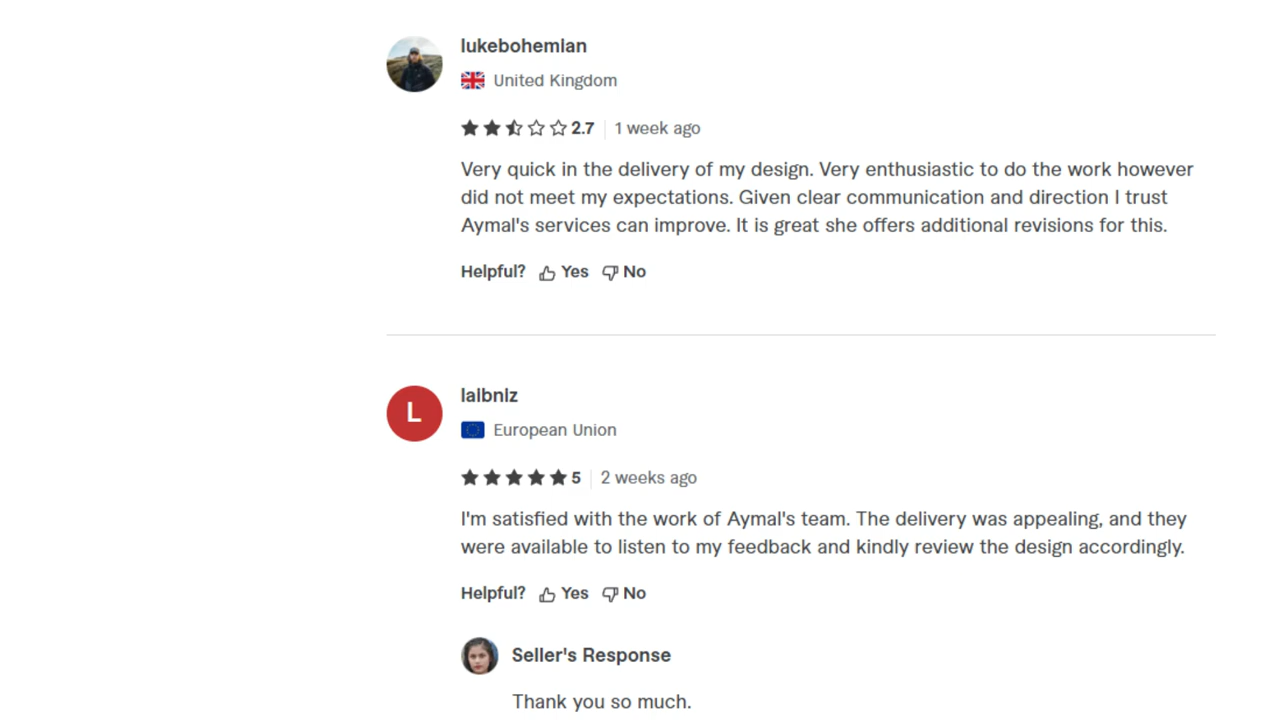 lukebohemian
United Kingdom
2.7 1 week ago
Very quick in the delivery of my design. Very enthusiastic to do the work however
did not meet my expectations. Given clear communication and direction I trust
Aymal's services can improve. It is great she offers additional revisions for this.
Helpful? Yes No
L
laibniz
European Union
5 2 weeks ago
I'm satisfied with the work of Aymal's team. The delivery was appealing, and they
were available to listen to my feedback and kindly review the design accordingly.
Helpful? Yes No
Seller's Response
Thank you so much.